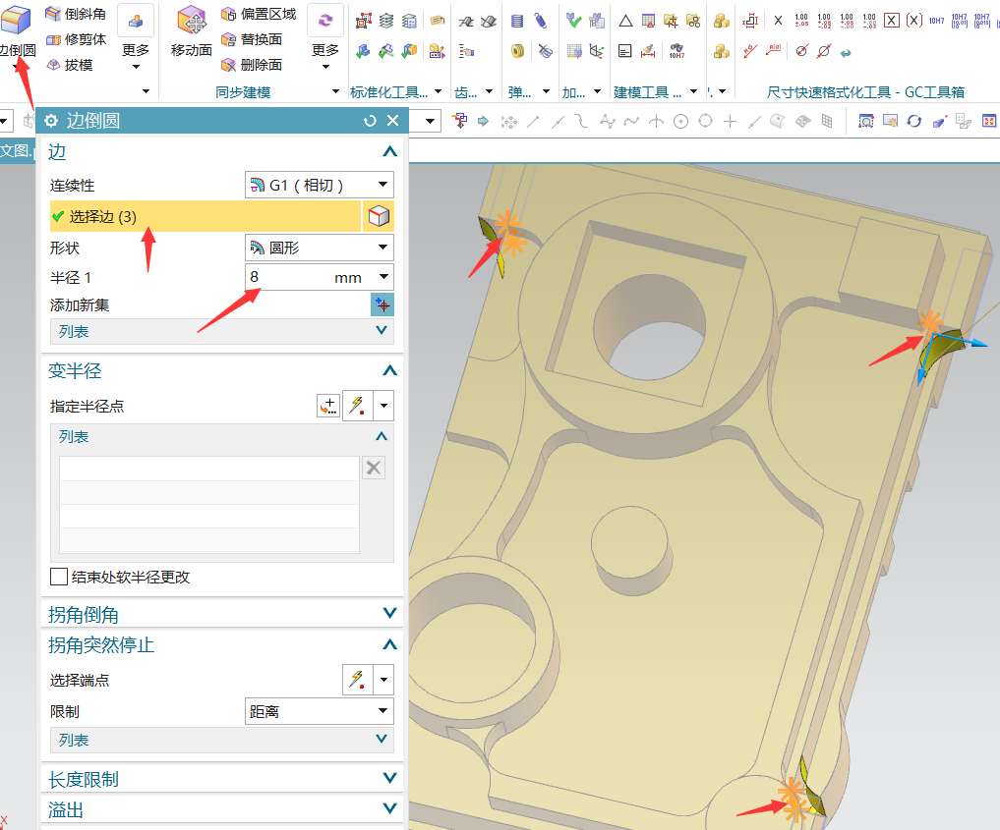 倒斜角
边倒圆
修剪体
拔模
更多
移动面
偏置区域
替换面
删除面
更多
同步建模
标准化工具...
齿...
弹...
加...
建模工具 ...
尺寸快速格式化工具 - GC工具箱
边倒圆
文图.p
边
连续性
G1 ( 相切 )
选择边 (3)
形状
圆形
半径 1
8
mm
添加新集
列表
变半径
指定半径点
列表
结束处软半径更改
拐角倒角
拐角突然停止
选择端点
限制
距离
列表
长度限制
溢出
X